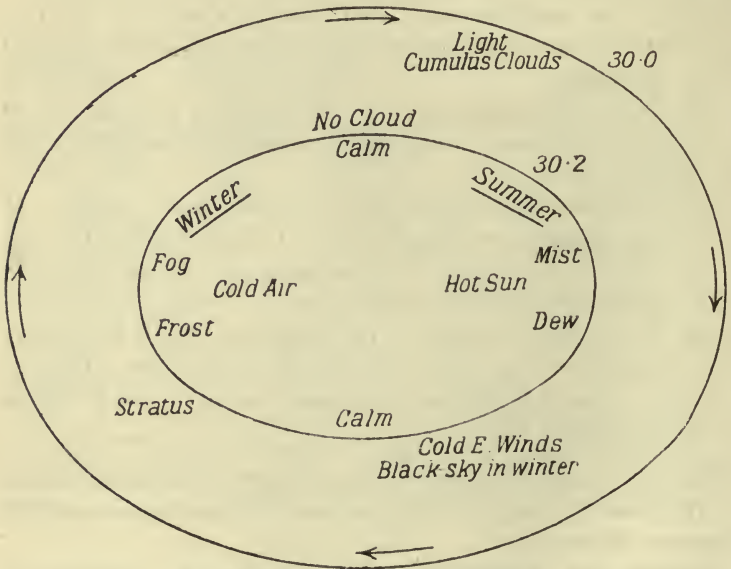 Light
Cumulus Clouds
30·0
No Cloud
Calm
30·2
Winter
Summer
Fog
Mist
Cold Air
Hot Sun
Frost
Dew
Stratus
Calm
Cold E. Winds
Black sky in winter